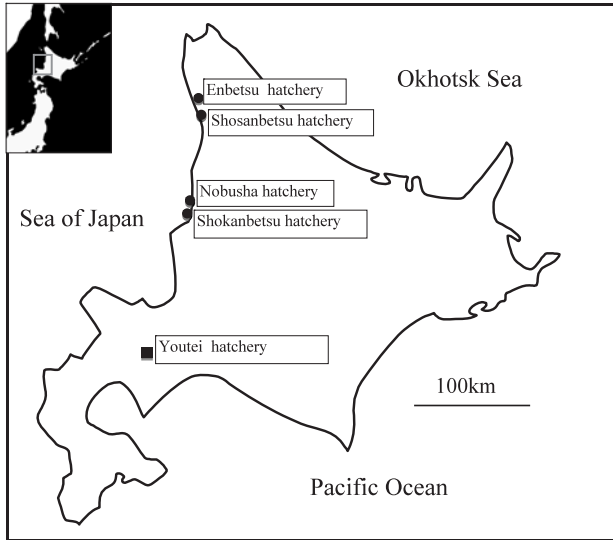 Enbetsu hatchery
Okhotsk Sea
Shosanbetsu hatchery
Nobusha hatchery
Sea of Japan
Shokanbetsu hatchery
Youtei hatchery
100km
Pacific Ocean